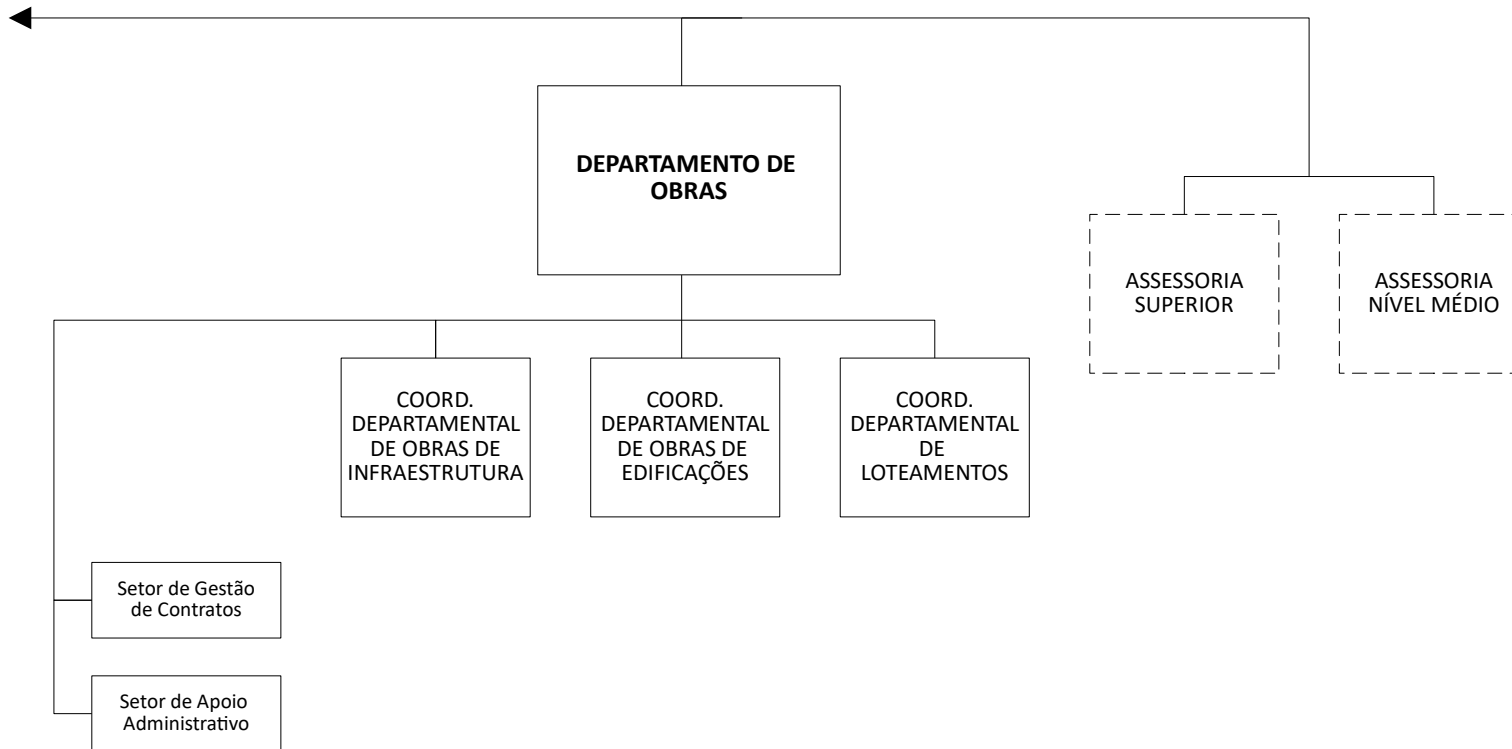 DEPARTAMENTO DE
OBRAS
ASSESSORIA
SUPERIOR
ASSESSORIA
NÍVEL MÉDIO
COORD.
DEPARTAMENTAL
DE OBRAS DE
INFRAESTRUTURA
COORD.
DEPARTAMENTAL
DE OBRAS DE
EDIFICAÇÕES
COORD.
DEPARTAMENTAL
DE
LOTEAMENTOS
Setor de Gestão
de Contratos
Setor de Apoio
Administrativo